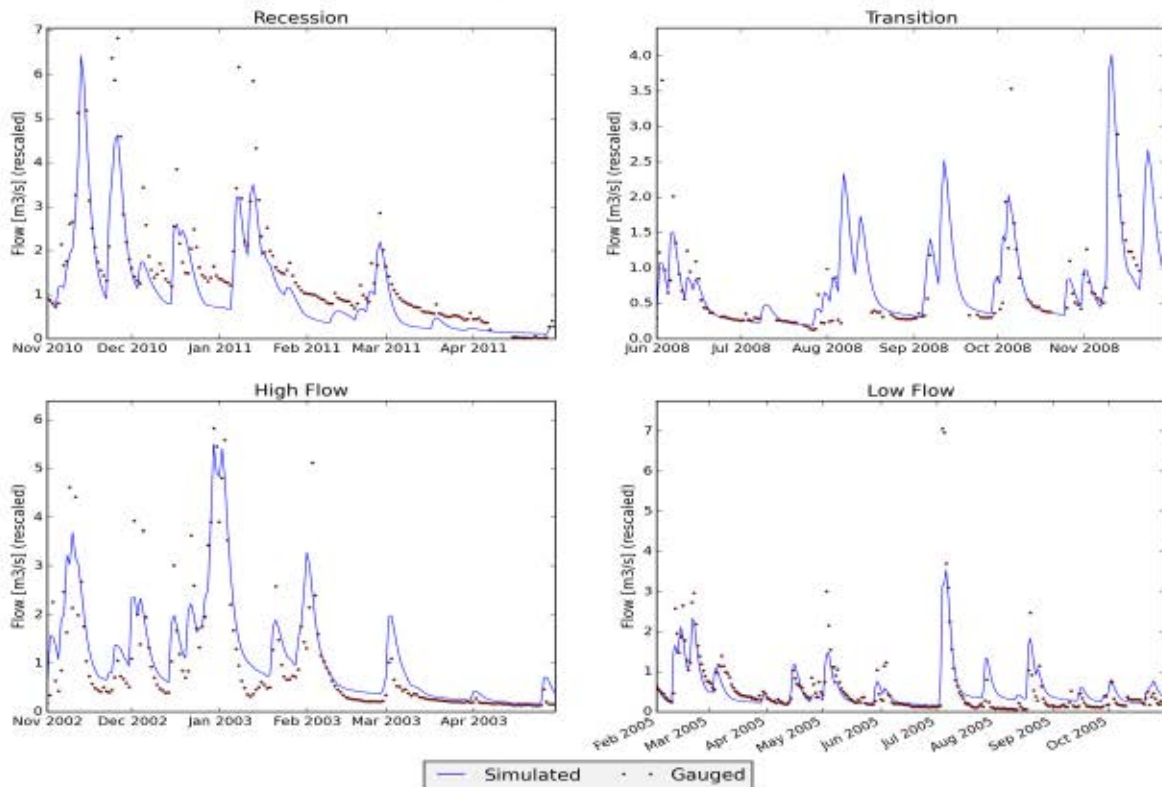 Recession
Flow [m3/s] (rescaled)
7
6
5
4
3
2
1
0
Nov 2010 Dec 2010 Jan 2011 Feb 2011 Mar 2011 Apr 2011
Transition
Flow [m3/s] (rescaled)
4.0
3.5
3.0
2.5
2.0
1.5
1.0
0.5
0.0
Jun 2008 Jul 2008 Aug 2008 Sep 2008 Oct 2008 Nov 2008
High Flow
Flow [m3/s] (rescaled)
6
5
4
3
2
1
0
Nov 2002 Dec 2002 Jan 2003 Feb 2003 Mar 2003 Apr 2003
Low Flow
Flow [m3/s] (rescaled)
7
6
5
4
3
2
1
0
Feb 2005 Mar 2005 Apr 2005 May 2005 Jun 2005 Jul 2005 Aug 2005 Sep 2005 Oct 2005
Simulated Gauged